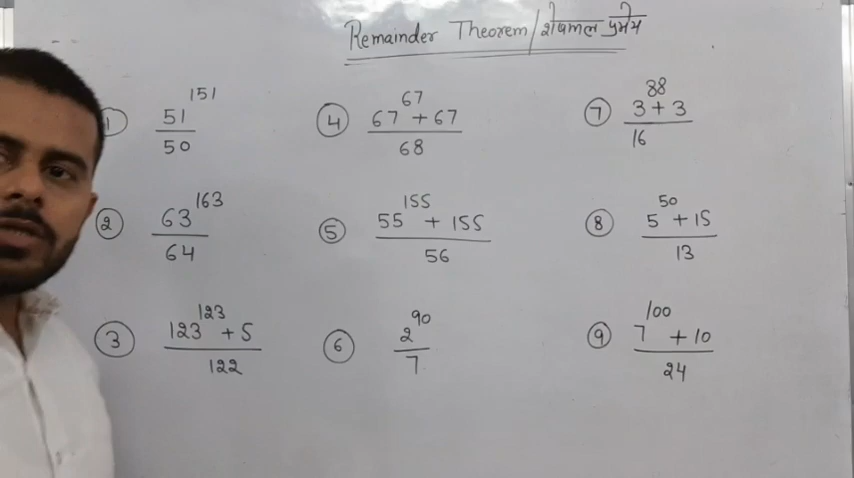 Remainder Theorem/शेषफल प्रमेय
① 51^151 / 50
② 63^163 / 64
③ 123^123 + 5 / 122
④ 67^67 + 67 / 68
⑤ 55^155 + 155 / 56
⑥ 2^90 / 7
⑦ 3^88 + 3 / 16
⑧ 5^50 + 15 / 13
⑨ 7^100 + 10 / 24